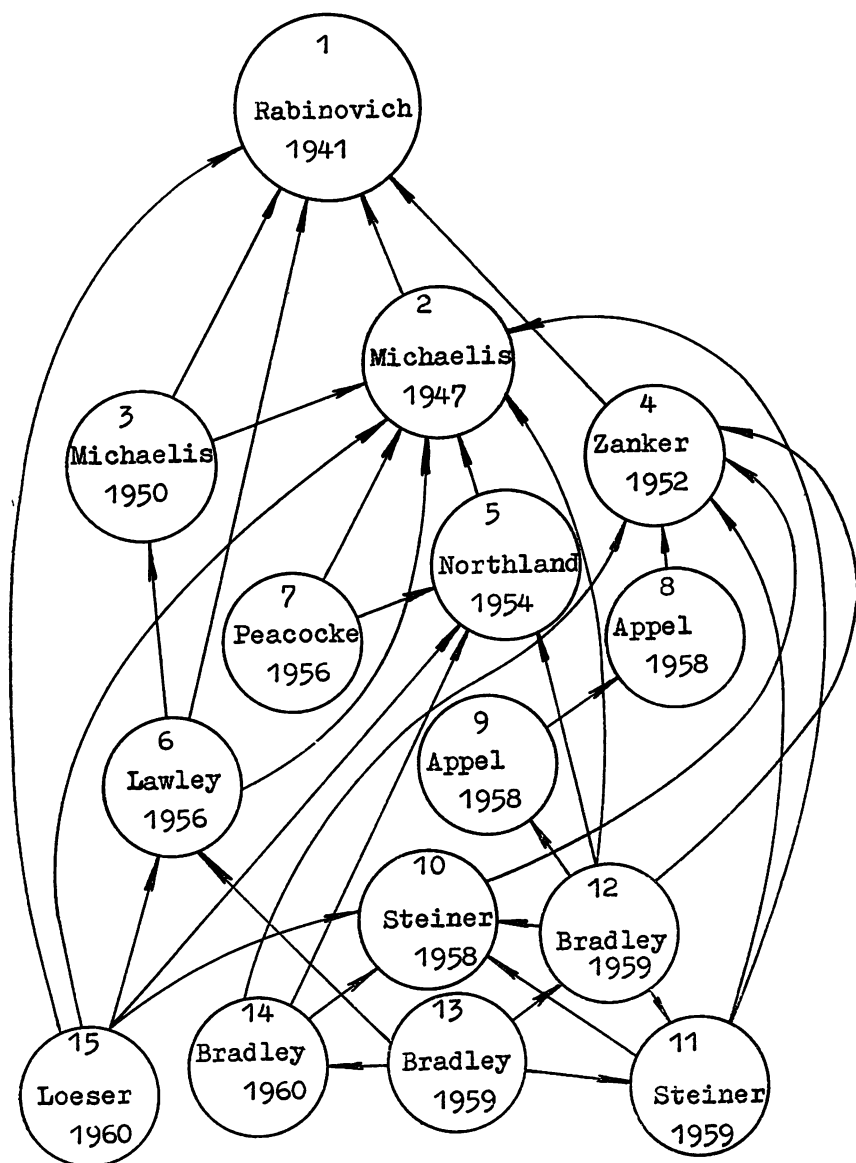 1
Rabinovich
1941
2
Michaelis
1947
3
Michaelis
1950
4
Zanker
1952
5
Northland
1954
7
Peacocke
1956
8
Appel
1958
6
Lawley
1956
9
Appel
1958
10
Steiner
1958
12
Bradley
1959
14
Bradley
1960
13
Bradley
1959
11
Steiner
1959
15
Loeser
1960